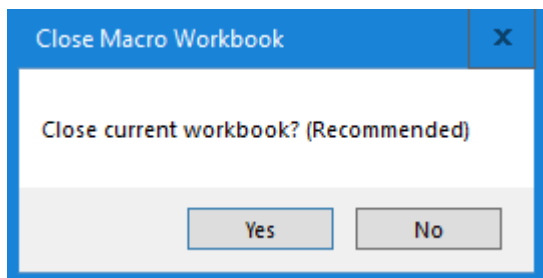 Close Macro Workbook
x
Close current workbook? (Recommended)
Yes
No